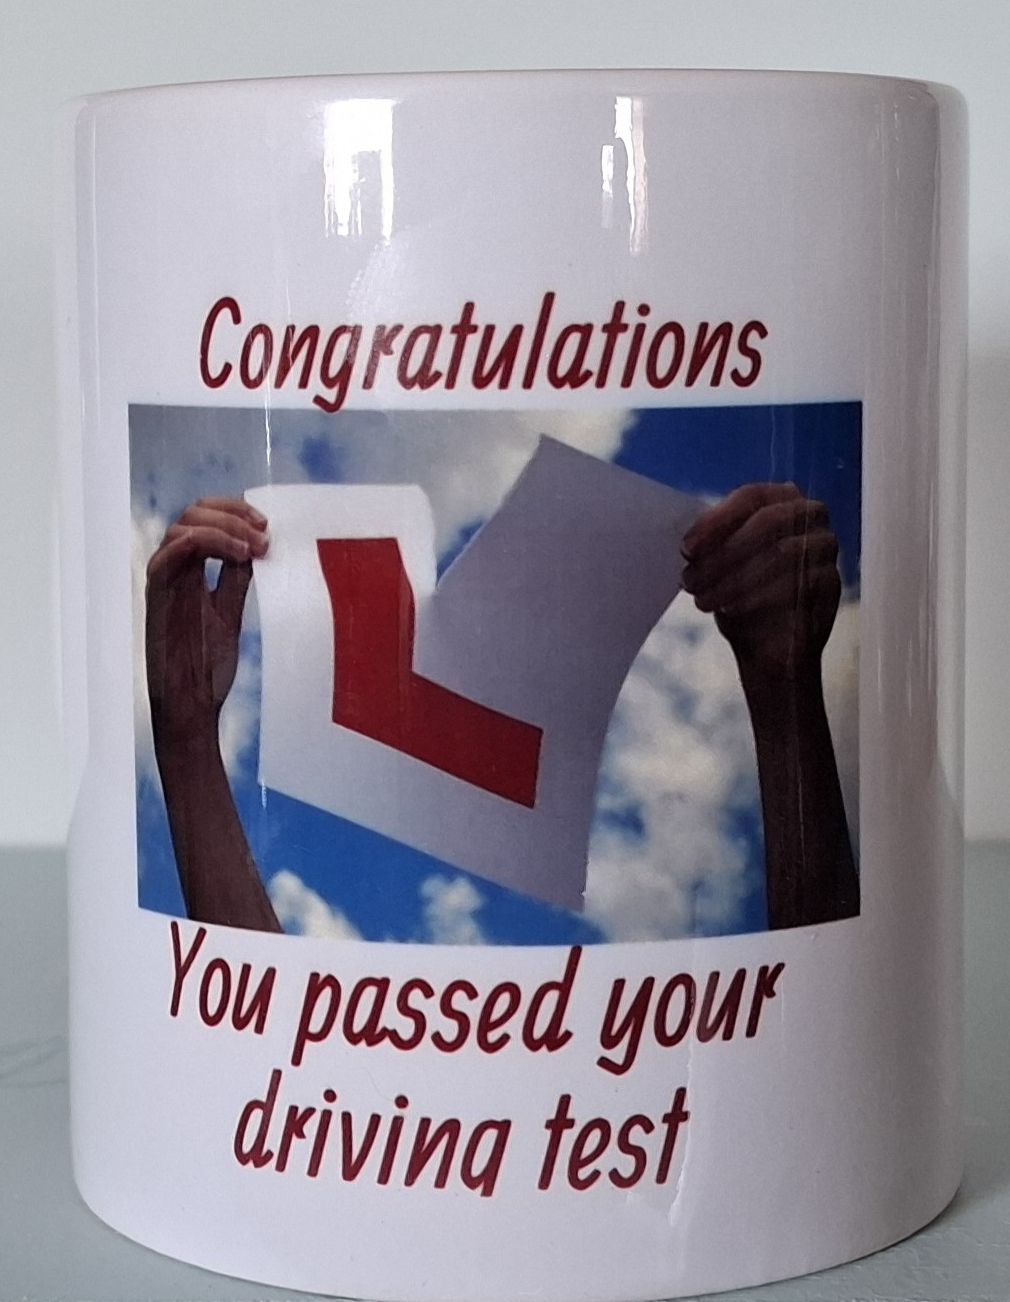 Congratulations
L
You passed your
driving test